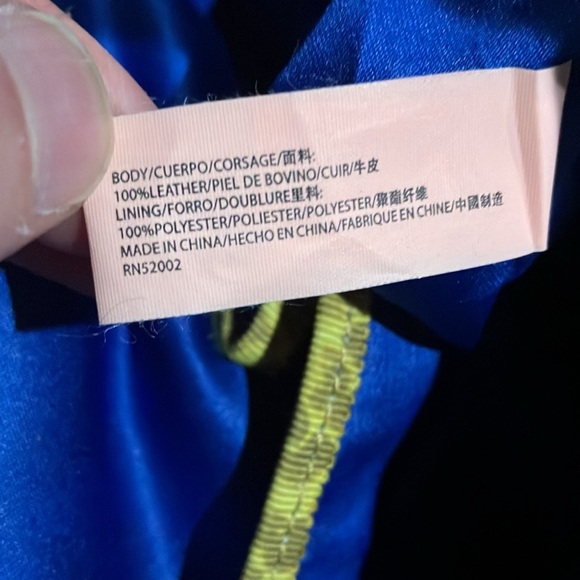 BODY/CUERPO/CORSAGE/面料:
100%LEATHER/PIEL DE BOVINO/CUIR/牛皮
LINING/FORRO/DOUBLURE里料:
100%POLYESTER/POLIESTER/POLYESTER/聚酯纤维
MADE IN CHINA/HECHO EN CHINA/FABRIQUE EN CHINE/中國制造
RN52002